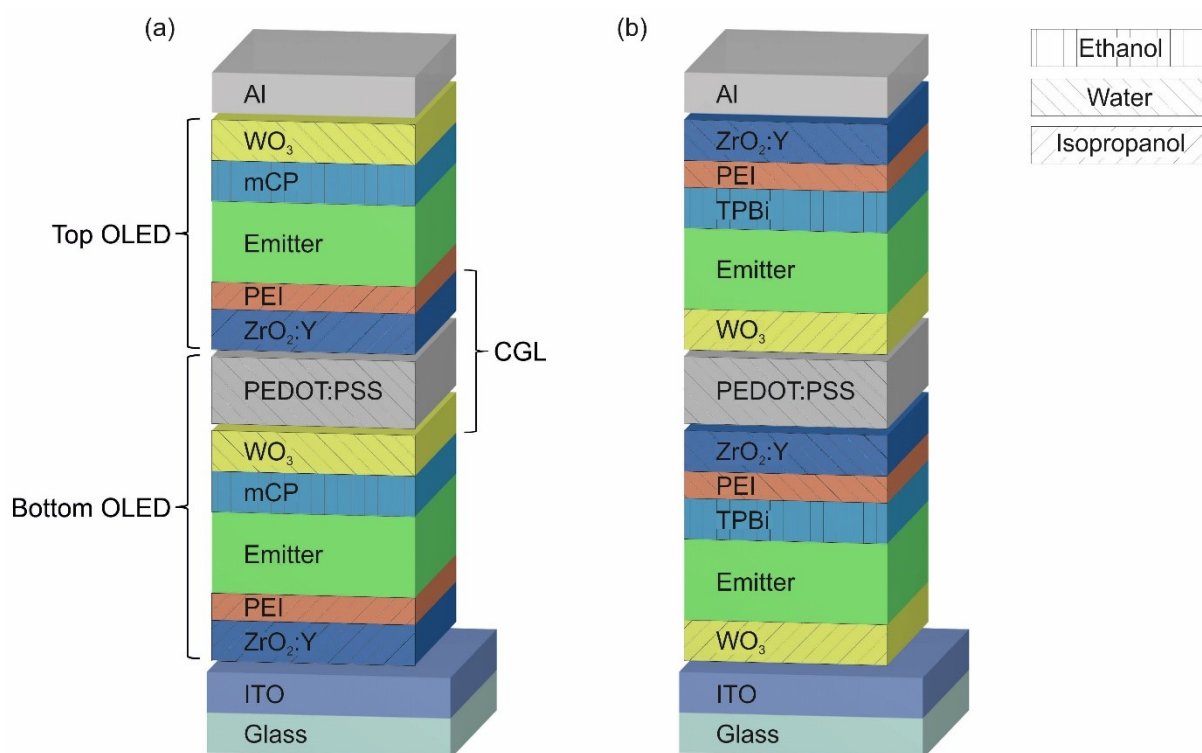 (a)
Al
WO₃
mCP
Emitter
PEI
ZrO₂:Y
PEDOT:PSS
WO₃
mCP
Emitter
PEI
ZrO₂:Y
ITO
Glass
Top OLED
Bottom OLED
CGL
(b)
Al
ZrO₂:Y
PEI
TPBi
Emitter
WO₃
PEDOT:PSS
ZrO₂:Y
PEI
TPBi
Emitter
WO₃
ITO
Glass
Ethanol
Water
Isopropanol